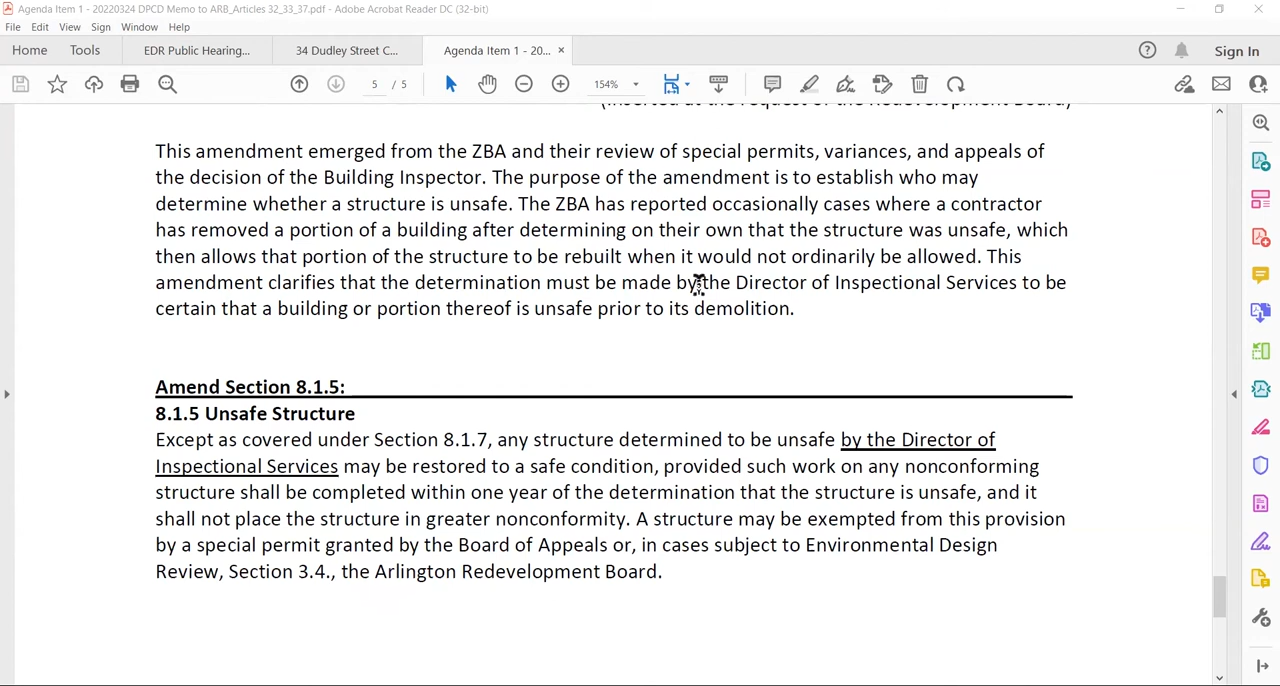 Agenda Item 1 - 20220324 DPCD Memo to ARB_Articles 32_33_37.pdf - Adobe Acrobat Reader DC (32-bit)
File Edit View Sign Window Help
Home Tools EDR Public Hearing... 34 Dudley Street C... Agenda Item 1 - 20... ×
Sign In
5 / 5 154%
(Inserted at the request of the Redevelopment Board)
This amendment emerged from the ZBA and their review of special permits, variances, and appeals of
the decision of the Building Inspector. The purpose of the amendment is to establish who may
determine whether a structure is unsafe. The ZBA has reported occasionally cases where a contractor
has removed a portion of a building after determining on their own that the structure was unsafe, which
then allows that portion of the structure to be rebuilt when it would not ordinarily be allowed. This
amendment clarifies that the determination must be made by the Director of Inspectional Services to be
certain that a building or portion thereof is unsafe prior to its demolition.
Amend Section 8.1.5:
8.1.5 Unsafe Structure
Except as covered under Section 8.1.7, any structure determined to be unsafe by the Director of
Inspectional Services may be restored to a safe condition, provided such work on any nonconforming
structure shall be completed within one year of the determination that the structure is unsafe, and it
shall not place the structure in greater nonconformity. A structure may be exempted from this provision
by a special permit granted by the Board of Appeals or, in cases subject to Environmental Design
Review, Section 3.4., the Arlington Redevelopment Board.